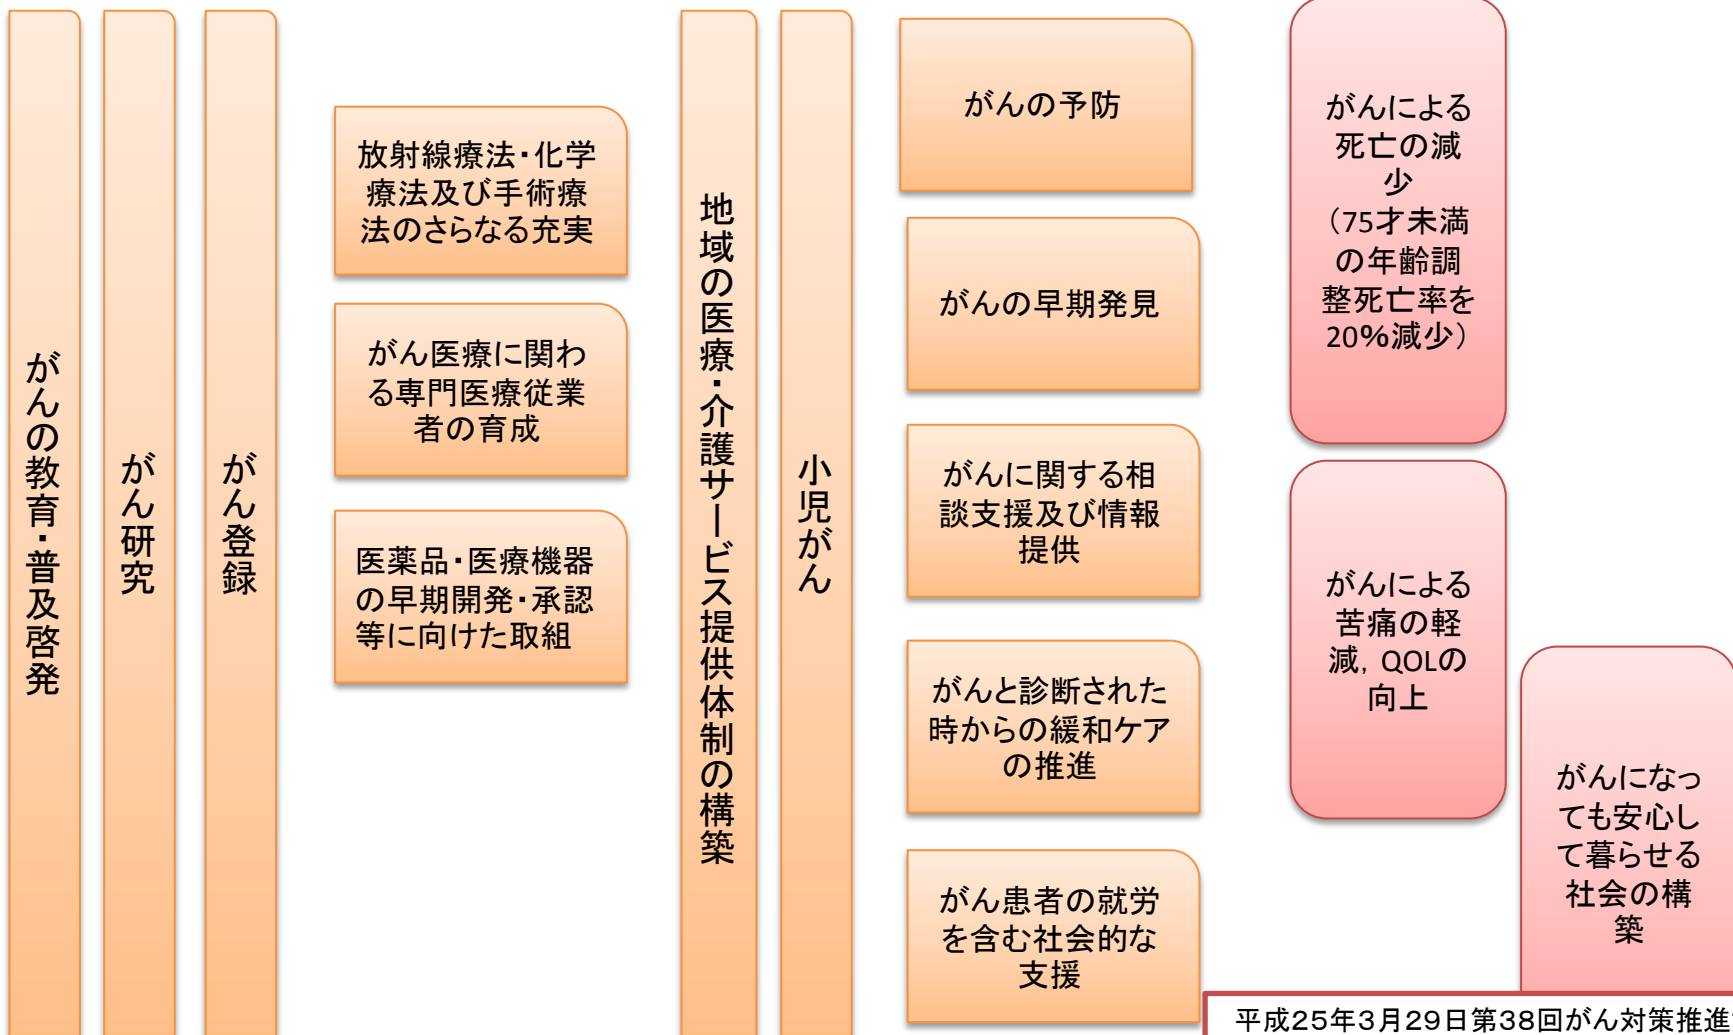 がんの教育・普及啓発
がん研究
がん登録
放射線療法・化学
療法及び手術療
法のさらなる充実
がん医療に関わ
る専門医療従業
者の育成
医薬品・医療機器
の早期開発・承認
等に向けた取組
地域の医療・介護サービス提供体制の構築
小児がん
がんの予防
がんの早期発見
がんに関する相
談支援及び情報
提供
がんと診断された
時からの緩和ケア
の推進
がん患者の就労
を含む社会的な
支援
がんによる
死亡の減
少
（75才未満
の年齢調
整死亡率を
20%減少）
がんによる
苦痛の軽
減，QOLの
向上
がんになっ
ても安心し
て暮らせる
社会の構
築
平成25年3月29日第38回がん対策推進